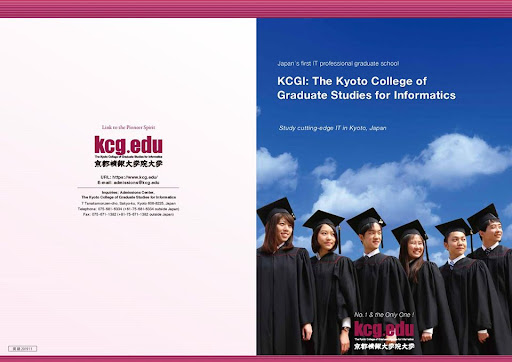 Link to the Pioneer Spirit
kcg.edu
The Kyoto College of Graduate Studies for Informatics
京都情報大学院大学
URL: https://www.kcg.edu/
E-mail: admissions@kcg.edu
Inquiries: Admissions Center,
The Kyoto College of Graduate Studies for Informatics
7 Tanakamonzen-cho, Sakyo-ku, Kyoto 606-8225, Japan
Telephone: 075-681-6334 (+81-75-681-6334 outside Japan)
Fax: 075-671-1382 (+81-75-671-1382 outside Japan)
Japan's first IT professional graduate school
KCGI: The Kyoto College of
Graduate Studies for Informatics
Study cutting-edge IT in Kyoto, Japan
No.1 & the Only One!
kcg.edu
The Kyoto College of Graduate Studies for Informatics
京都情報大学院大学